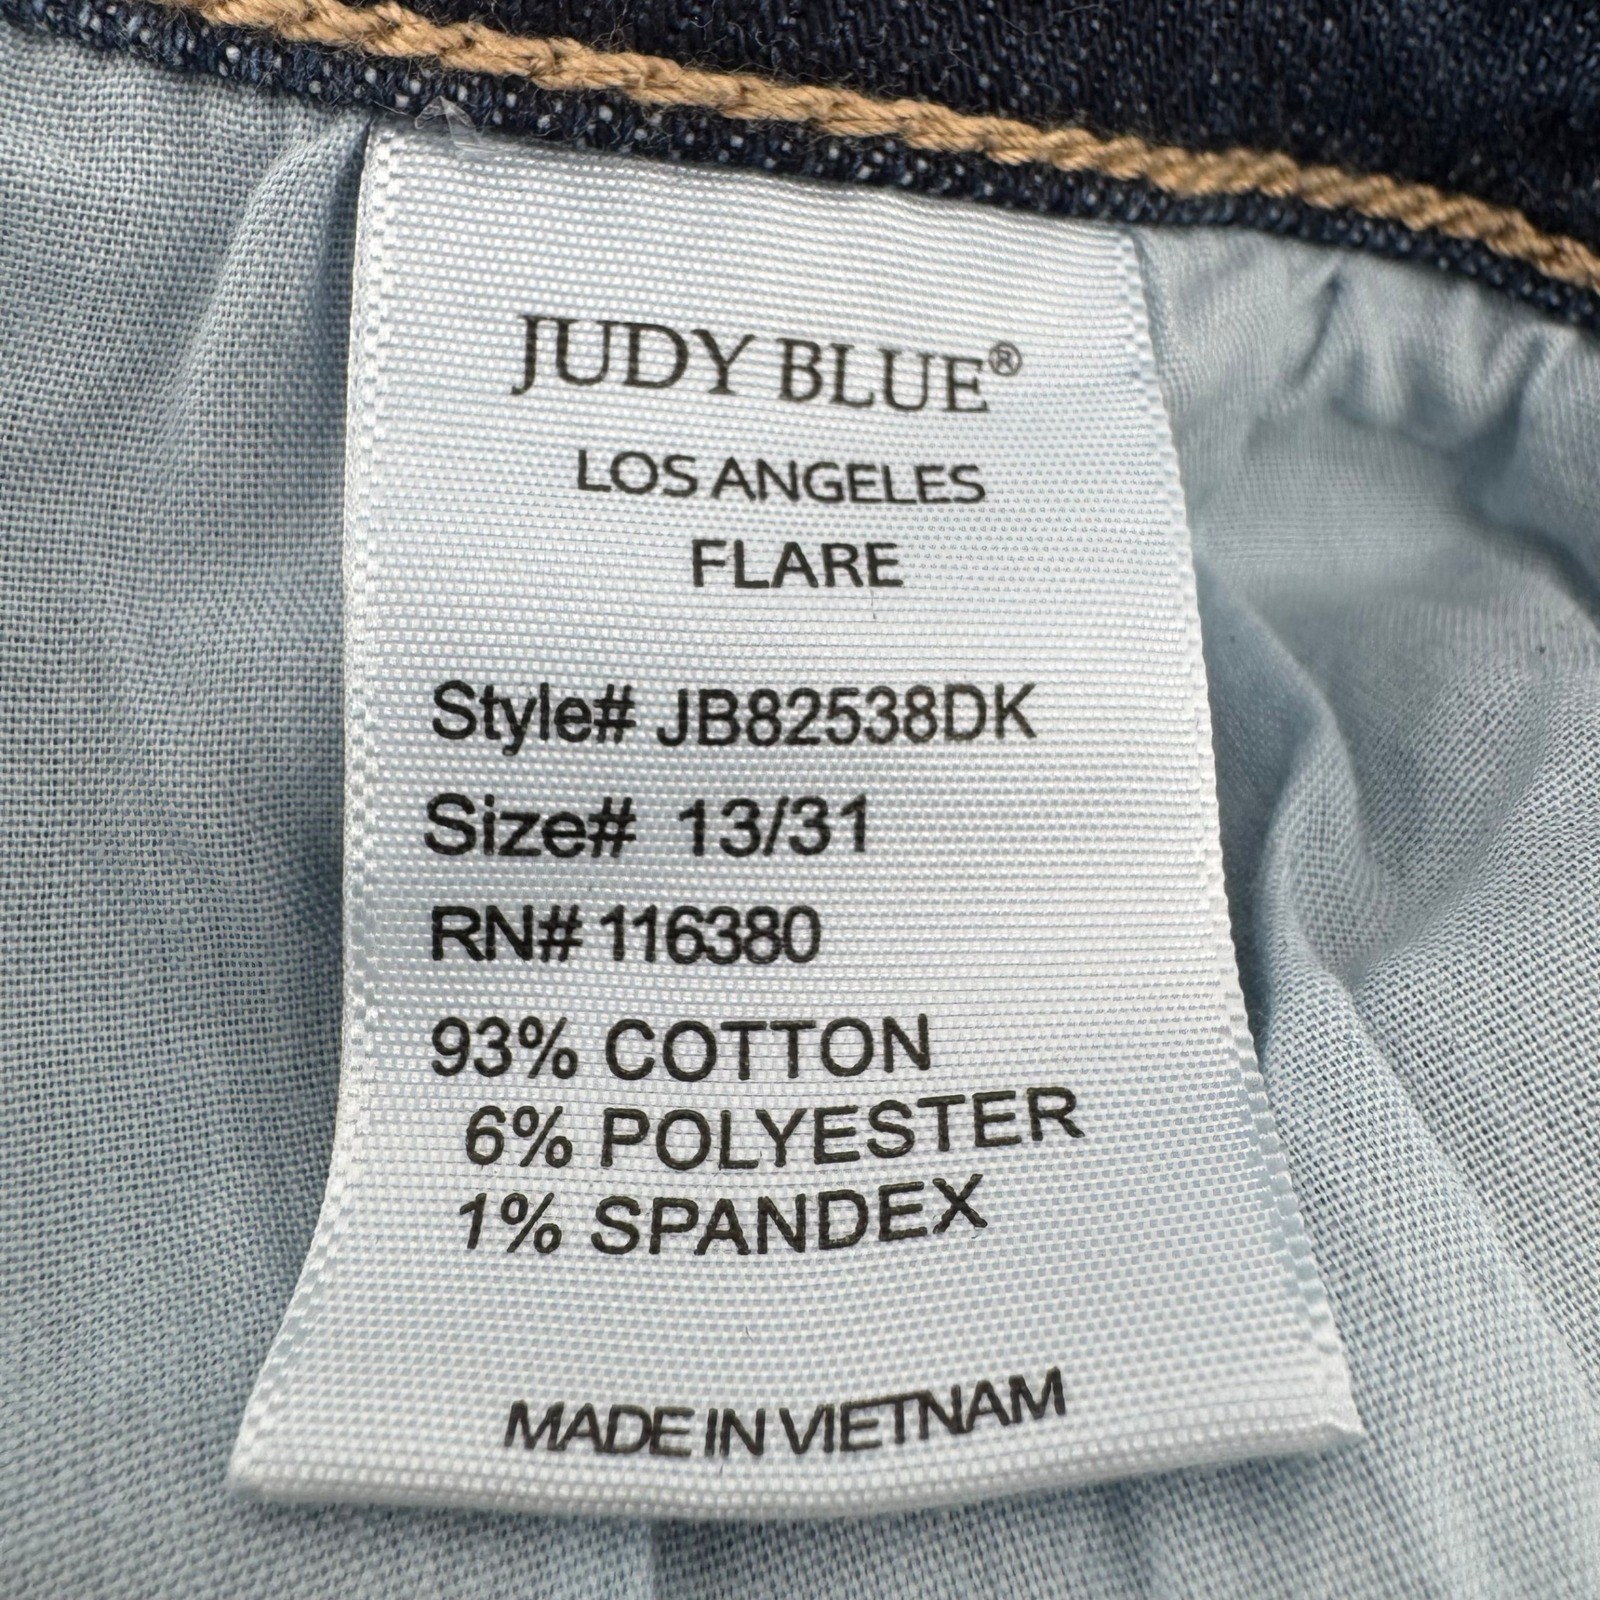 JUDY BLUE®
LOS ANGELES
FLARE
Style# JB82538DK
Size# 13/31
RN# 116380
93% COTTON
6% POLYESTER
1% SPANDEX
MADE IN VIETNAM